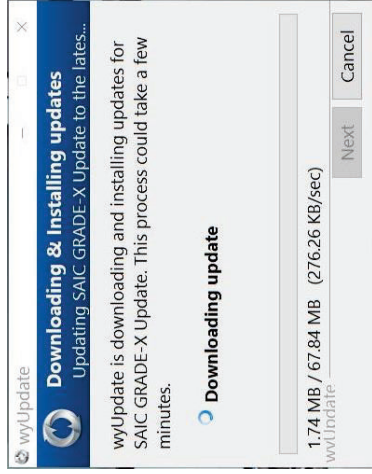 wyUpdate
Downloading & Installing updates
Updating SAIC GRADE-X Update to the lates...
wyUpdate is downloading and installing updates for
SAIC GRADE-X Update. This process could take a few
minutes.
Downloading update
1.74 MB / 67.84 MB (276.26 KB/sec)
wyUpdate
Next
Cancel